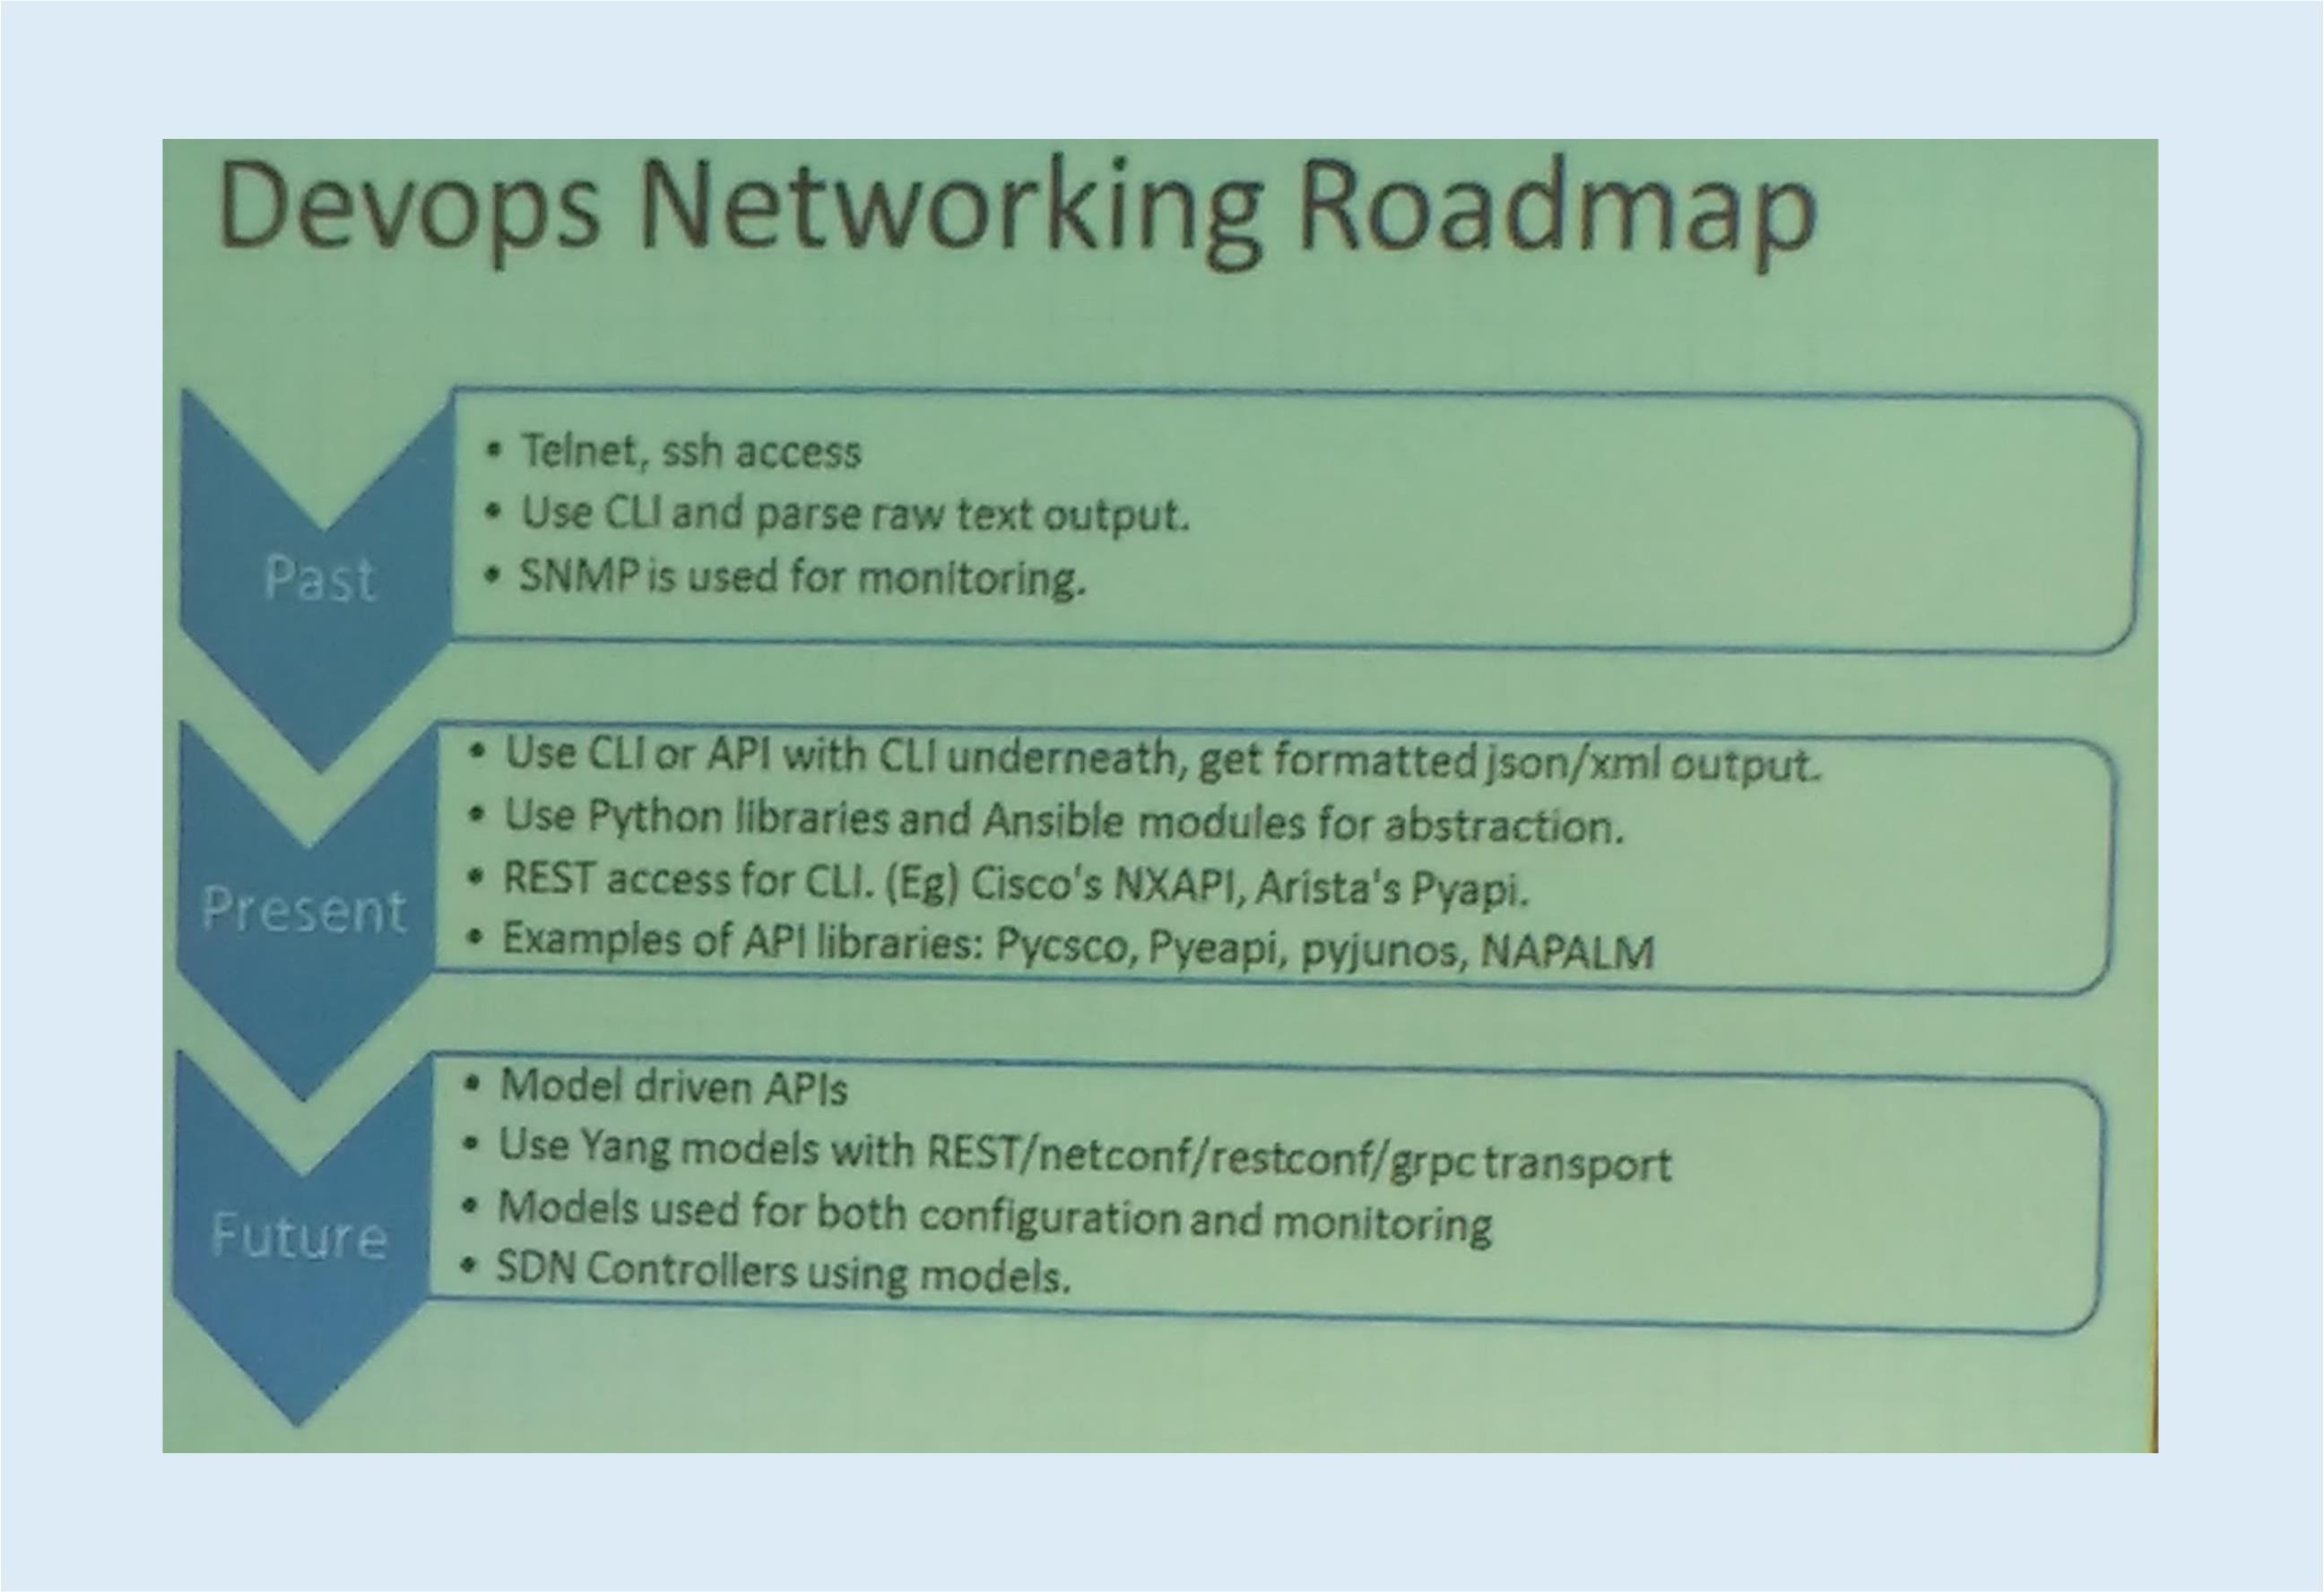 Devops Networking Roadmap
Past
• Telnet, ssh access
• Use CLI and parse raw text output.
• SNMP is used for monitoring.
Present
• Use CLI or API with CLI underneath, get formatted json/xml output.
• Use Python libraries and Ansible modules for abstraction.
• REST access for CLI. (Eg) Cisco's NXAPI, Arista's Pyapi.
• Examples of API libraries: Pycsco, Pyeapi, pyjunos, NAPALM
Future
• Model driven APIs
• Use Yang models with REST/netconf/restconf/grpc transport
• Models used for both configuration and monitoring
• SDN Controllers using models.